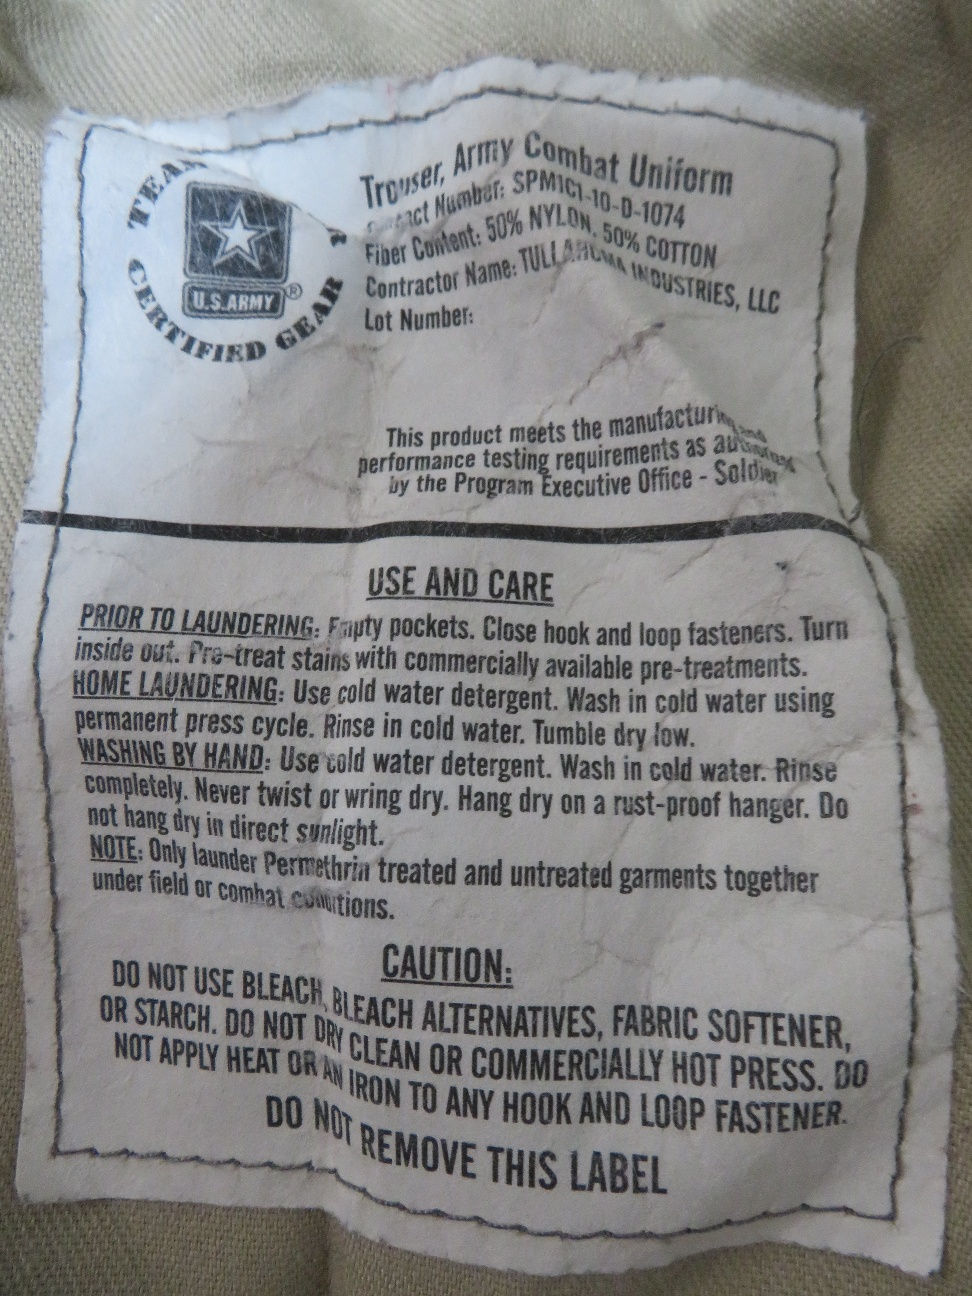 TEAM
U.S.ARMY®
CERTIFIED GEAR
Trouser, Army Combat Uniform
Contact Number: SPM1C1-10-D-1074
Fiber Content: 50% NYLON, 50% COTTON
Contractor Name: TULLAHOMA INDUSTRIES, LLC
Lot Number:
This product meets the manufacturing and
performance testing requirements as authorized
by the Program Executive Office - Soldier
USE AND CARE
PRIOR TO LAUNDERING: Empty pockets. Close hook and loop fasteners. Turn
inside out. Pre-treat stains with commercially available pre-treatments.
HOME LAUNDERING: Use cold water detergent. Wash in cold water using
permanent press cycle. Rinse in cold water. Tumble dry low.
WASHING BY HAND: Use cold water detergent. Wash in cold water. Rinse
completely. Never twist or wring dry. Hang dry on a rust-proof hanger. Do
not hang dry in direct sunlight.
NOTE: Only launder Permethrin treated and untreated garments together
under field or combat conditions.
CAUTION:
DO NOT USE BLEACH, BLEACH ALTERNATIVES, FABRIC SOFTENER,
OR STARCH. DO NOT DRY CLEAN OR COMMERCIALLY HOT PRESS. DO
NOT APPLY HEAT OR AN IRON TO ANY HOOK AND LOOP FASTENER.
DO NOT REMOVE THIS LABEL